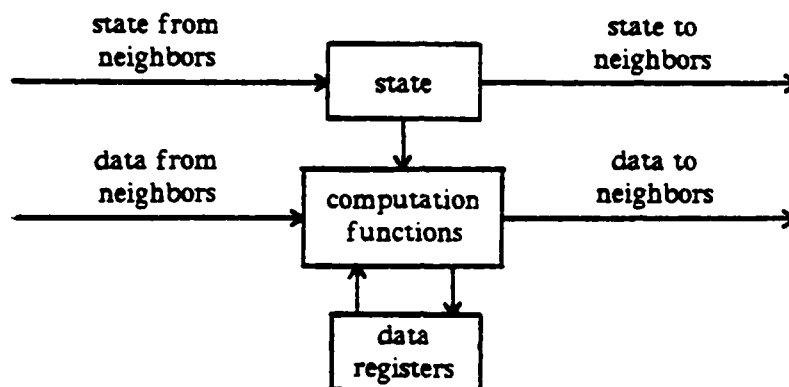 state from
neighbors
state
state to
neighbors
data from
neighbors
computation
functions
data to
neighbors
data
registers